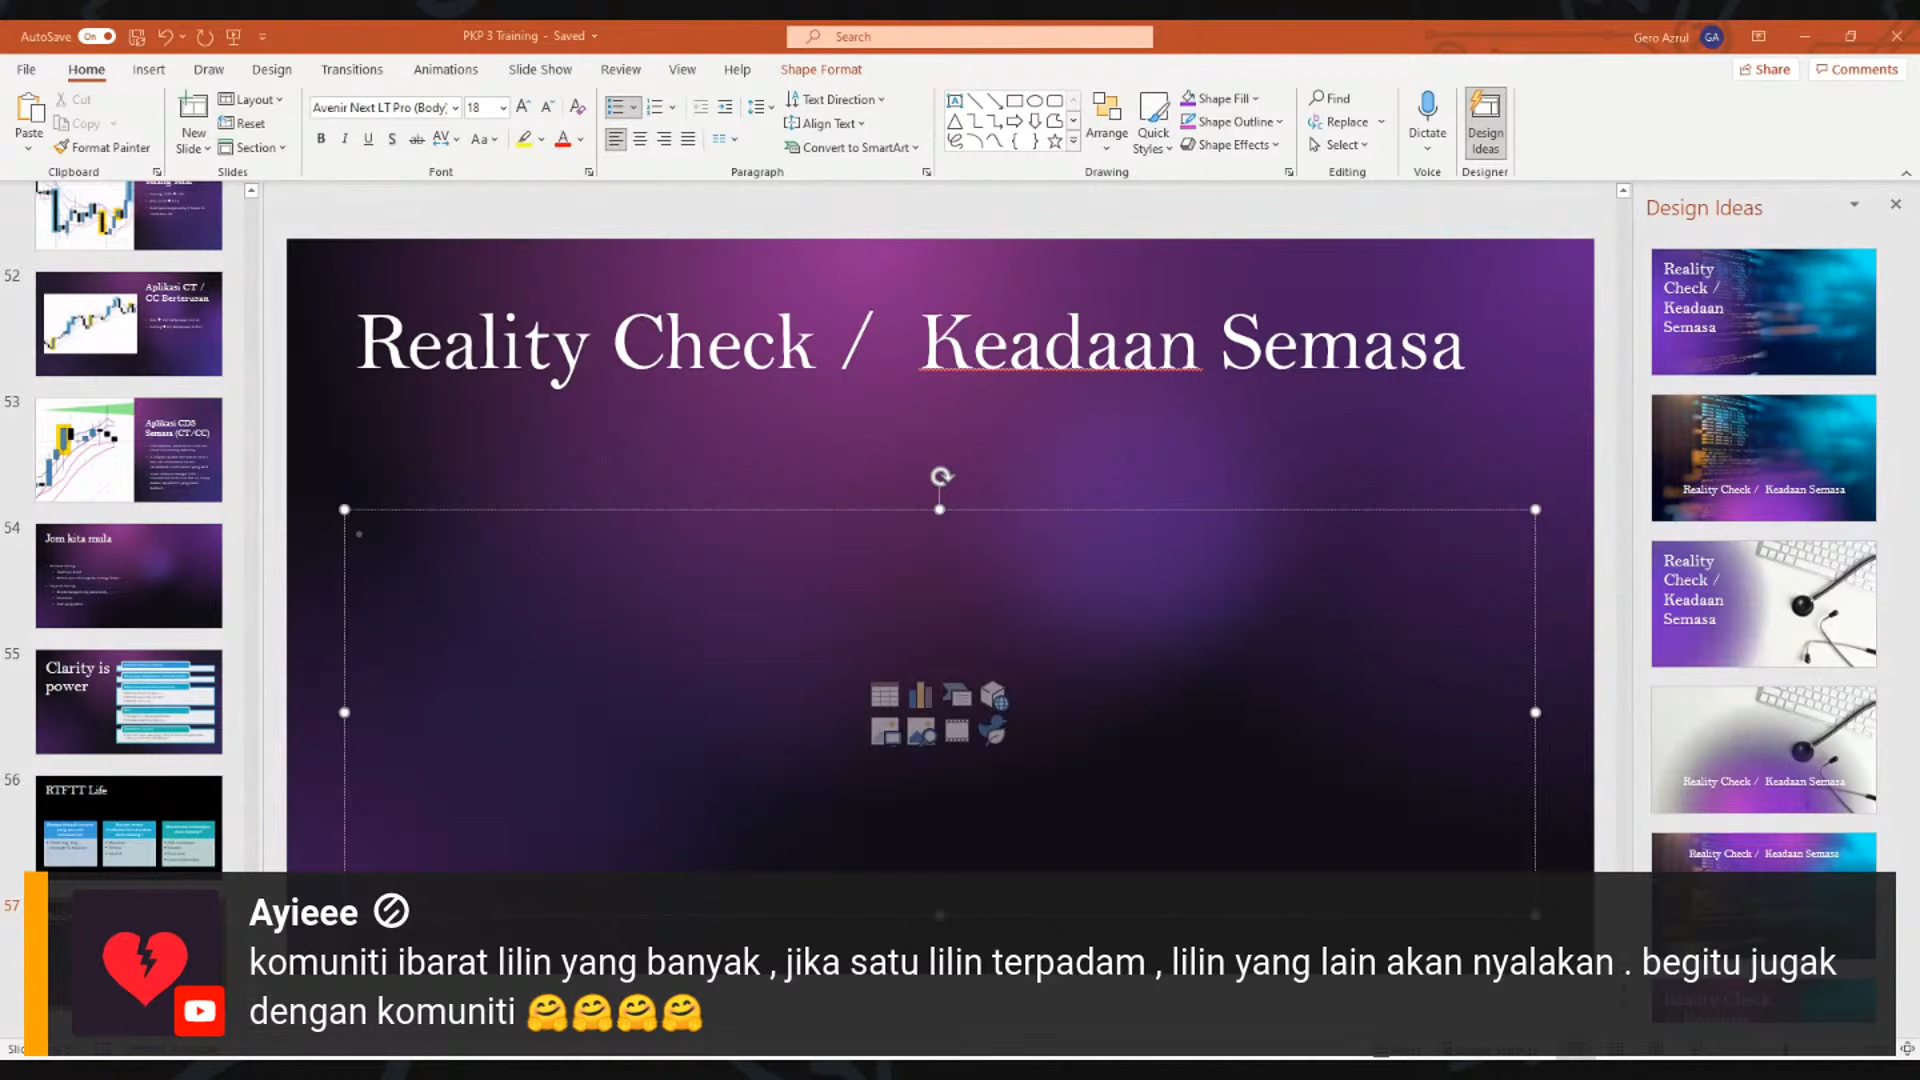 AutoSave On
PKP 3 Training - Saved
Search
Gero Azrul GA
File Home Insert Draw Design Transitions Animations Slide Show Review View Help Shape Format
Share Comments
Paste
Cut
Copy
Format Painter
Clipboard
New Slide
Layout
Reset
Section
Slides
Avenir Next LT Pro (Body) 18
B I U S ab AV Aa A
Font
Text Direction
Align Text
Convert to SmartArt
Paragraph
Arrange
Quick Styles
Shape Fill
Shape Outline
Shape Effects
Drawing
Find
Replace
Select
Editing
Dictate
Voice
Design Ideas
Designer
52
Aplikasi CT /
CC Berterusan
53
Aplikasi CDS
Semasa (CT/CC)
54
Jom kita mula
55
Clarity is
power
56
RTFTT Life
57
Reality Check / Keadaan Semasa
Design Ideas
Reality
Check /
Keadaan
Semasa
Reality Check / Keadaan Semasa
Reality
Check /
Keadaan
Semasa
Reality Check / Keadaan Semasa
Reality Check / Keadaan Semasa
Reality Check
Ayieee
komuniti ibarat lilin yang banyak , jika satu lilin terpadam , lilin yang lain akan nyalakan . begitu jugak
dengan komuniti 🤗🤗🤗🤗